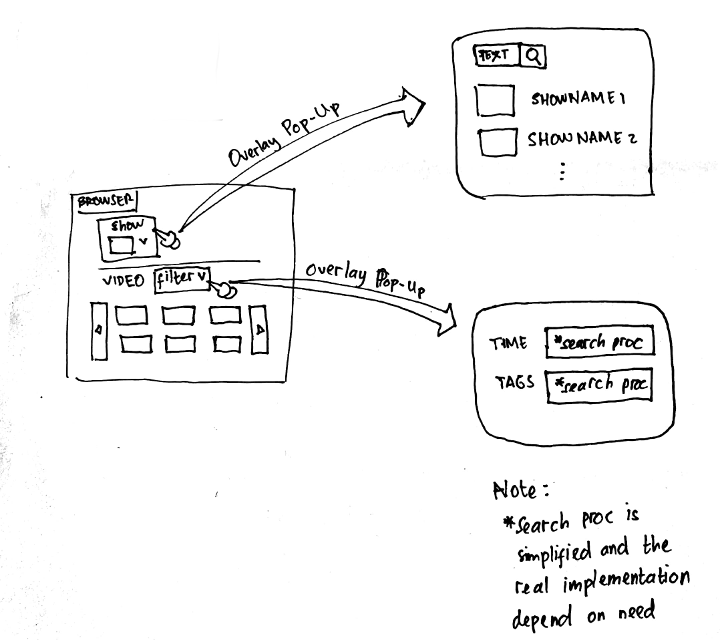 TEXT
SHOWNAME 1
SHOWNAME 2
Overlay Pop-Up
BROWSER
show
v
VIDEO filter v
Overlay Pop-Up
TIME *search proc
TAGS *search proc
Note:
*Search proc is
simplified and the
real implementation
depend on need